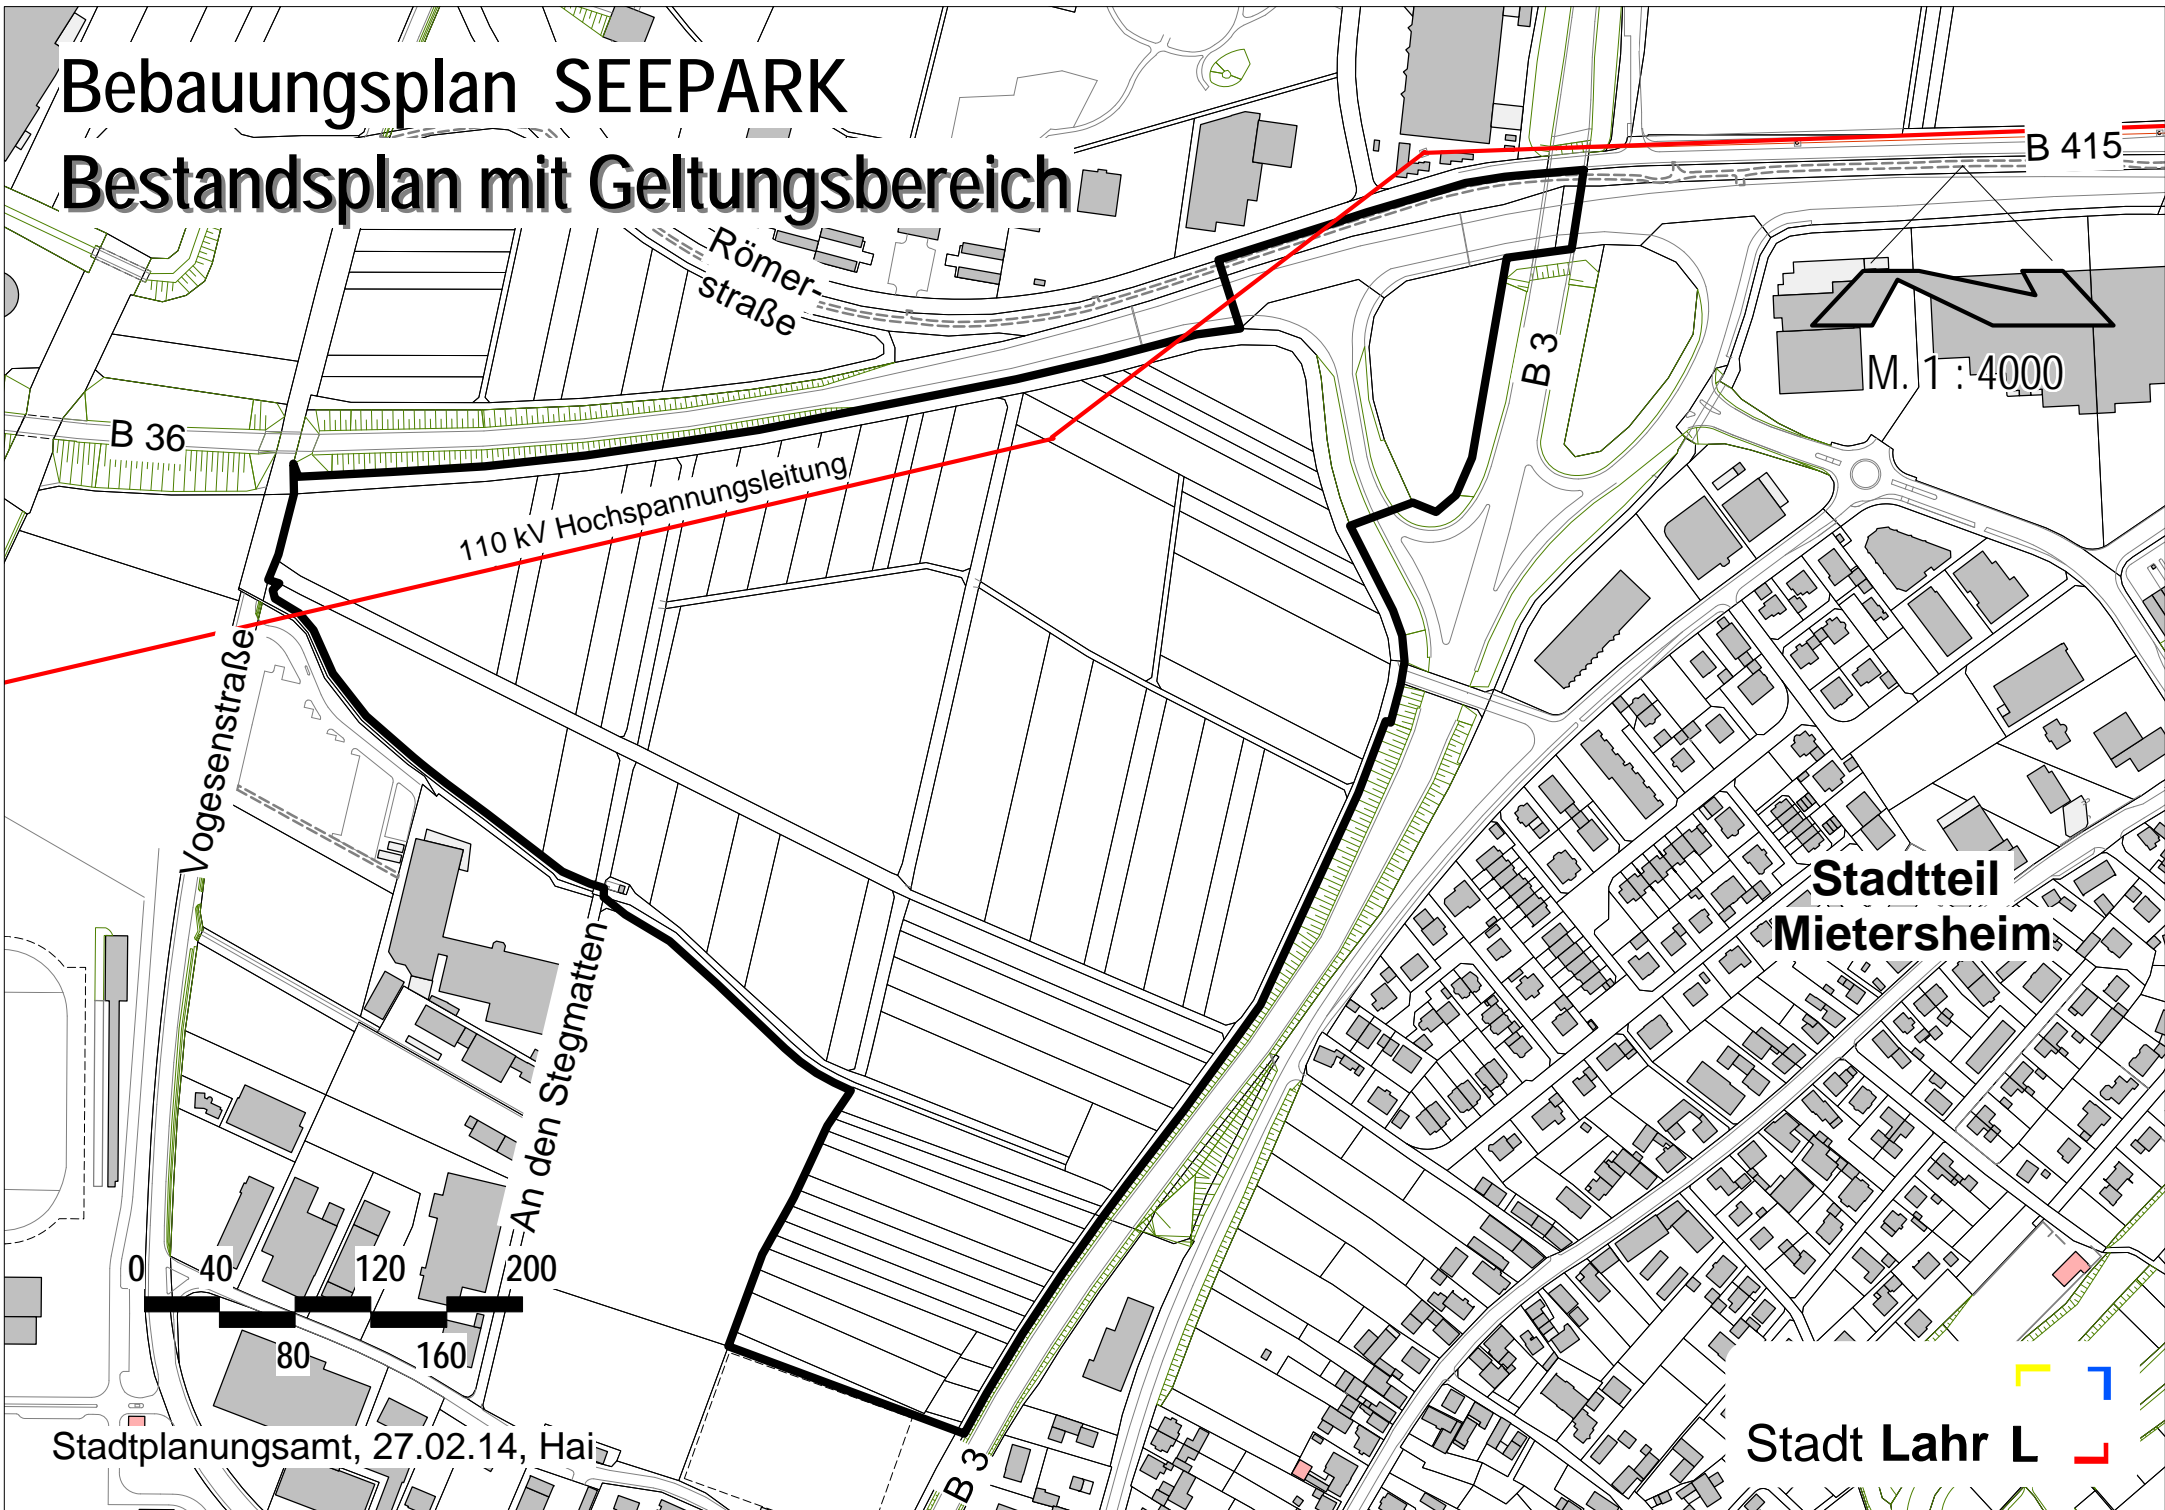 Bebauungsplan SEEPARK
Bestandsplan mit Geltungsbereich
B 415
Römer-
straße
B 3
M. 1 : 4000
B 36
110 kV Hochspannungsleitung
Vogesenstraße
Stadtteil
Mietersheim
An den Stegmatten
0 40 120 200
80 160
Stadtplanungsamt, 27.02.14, Hai
B 3
Stadt Lahr L